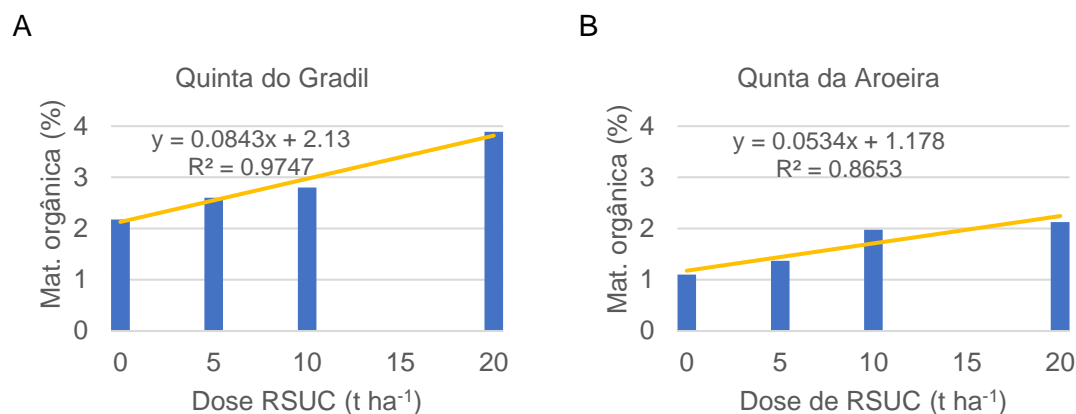 A
Quinta do Gradil
y = 0.0843x + 2.13
R² = 0.9747
Mat. orgânica (%)
4
3
2
1
0
0 5 10 15 20
Dose RSUC (t ha⁻¹)
B
Qunta da Aroeira
y = 0.0534x + 1.178
R² = 0.8653
Mat. orgânica (%)
4
3
2
1
0
0 5 10 15 20
Dose de RSUC (t ha⁻¹)